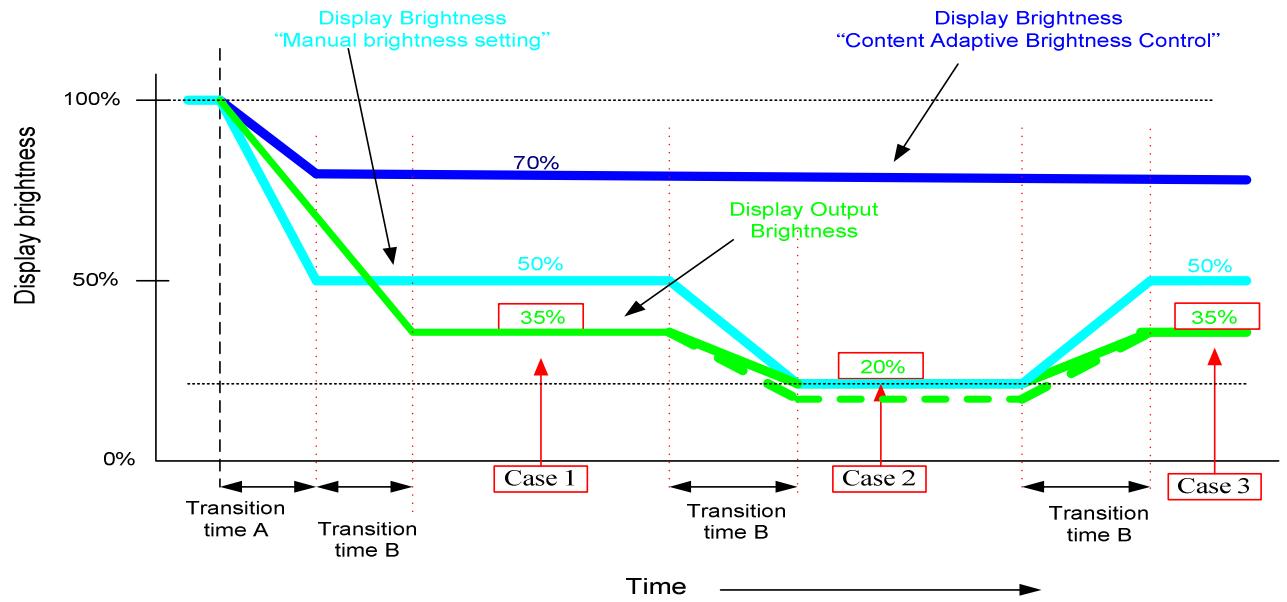 Display Brightness
“Manual brightness setting”
Display Brightness
“Content Adaptive Brightness Control”
100%
70%
Display Output
Brightness
Display brightness
50%
50%
50%
35%
35%
20%
0%
Case 1
Case 2
Case 3
Transition
time A
Transition
time B
Transition
time B
Transition
time B
Time